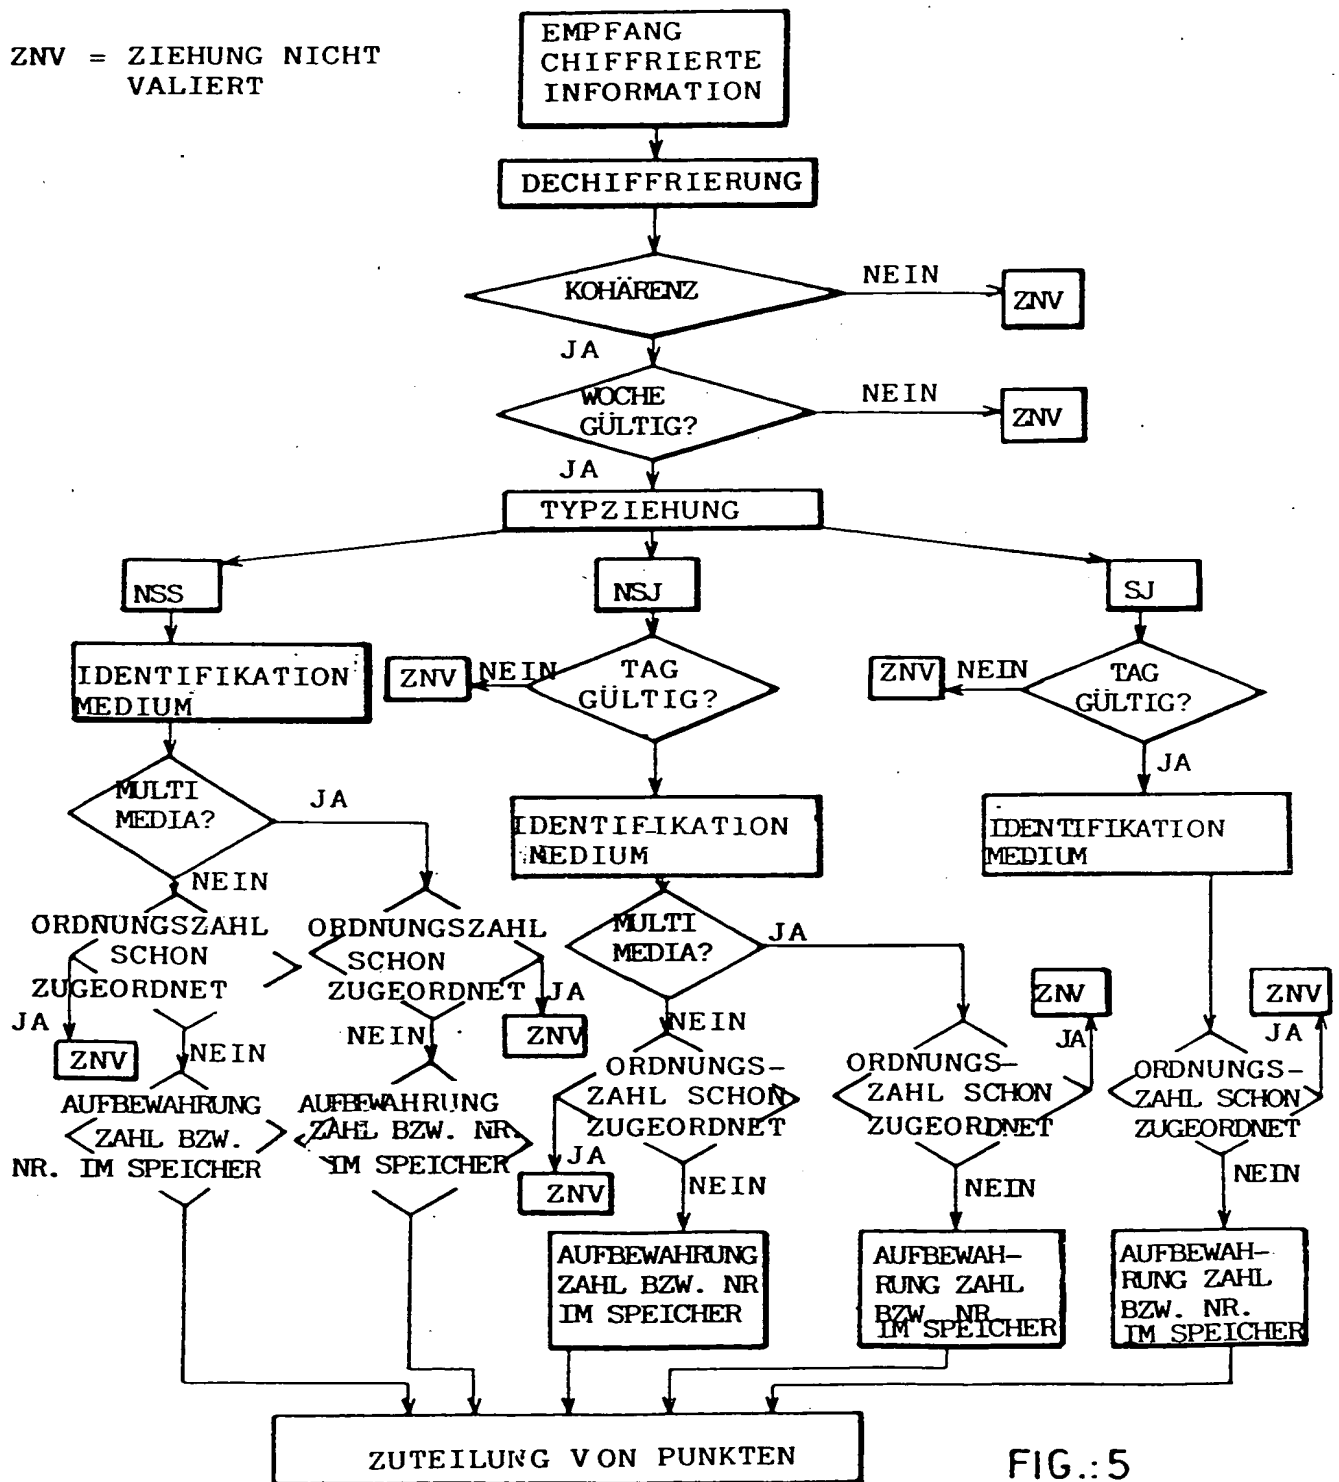 ZNV = ZIEHUNG NICHT
VALIERT
EMPFANG
CHIFFRIERTE
INFORMATION
DECHIFFRIERUNG
KOHÄRENZ
NEIN
ZNV
JA
WOCHE
GÜLTIG?
NEIN
ZNV
JA
TYPZIEHUNG
NSS
NSJ
SJ
IDENTIFIKATION
MEDIUM
ZNV
NEIN
TAG
GÜLTIG?
ZNV
NEIN
TAG
GÜLTIG?
JA
MULTI
MEDIA?
JA
NEIN
IDENTIFIKATION
MEDIUM
IDENTIFIKATION
MEDIUM
ORDNUNGSZAHL
SCHON
ZUGEORDNET
JA
ZNV
NEIN
ORDNUNGSZAHL
SCHON
ZUGEORDNET
JA
ZNV
NEIN
MULTI
MEDIA?
JA
NEIN
ORDNUNGS-
ZAHL SCHON
ZUGEORDNET
JA
ZNV
NEIN
ZNV
JA
ORDNUNGS-
ZAHL SCHON
ZUGEORDNET
NEIN
ZNV
JA
ORDNUNGS-
ZAHL SCHON
ZUGEORDNET
NEIN
AUFBEWAHRUNG
ZAHL BZW.
NR. IM SPEICHER
AUFBEWAHRUNG
ZAHL BZW. NR.
IM SPEICHER
AUFBEWAHRUNG
ZAHL BZW. NR
IM SPEICHER
AUFBEWAH-
RUNG ZAHL
BZW. NR.
IM SPEICHER
AUFBEWAH-
RUNG ZAHL
BZW. NR.
IM SPEICHER
ZUTEILUNG VON PUNKTEN
FIG.:5